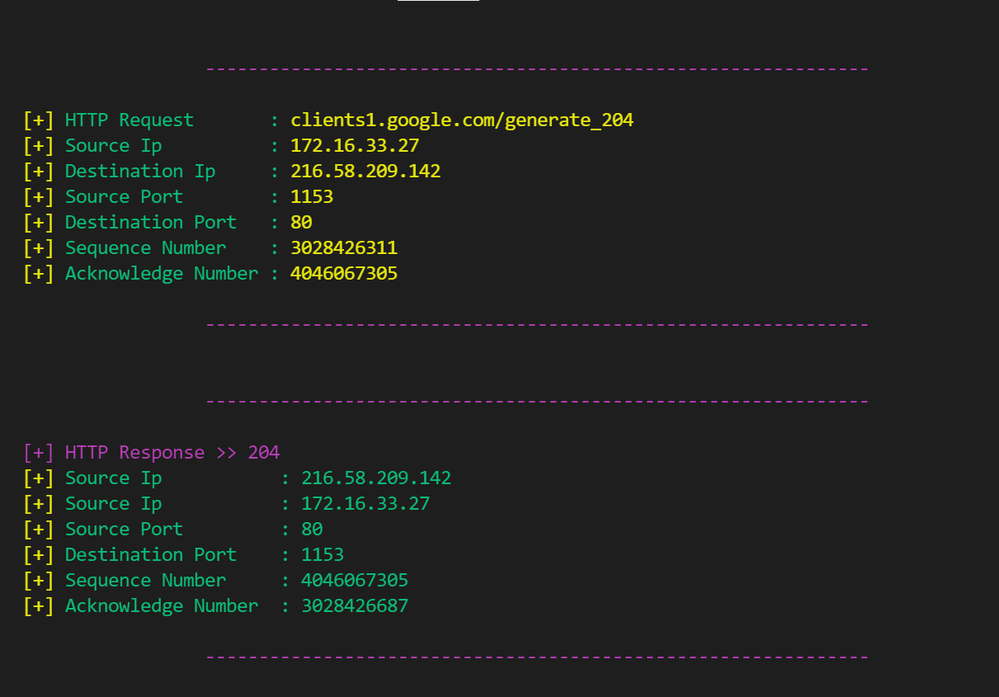 --------------------------------------------------------------
[+] HTTP Request       : clients1.google.com/generate_204
[+] Source Ip          : 172.16.33.27
[+] Destination Ip     : 216.58.209.142
[+] Source Port        : 1153
[+] Destination Port   : 80
[+] Sequence Number    : 3028426311
[+] Acknowledge Number : 4046067305
--------------------------------------------------------------
--------------------------------------------------------------
[+] HTTP Response >> 204
[+] Source Ip           : 216.58.209.142
[+] Source Ip           : 172.16.33.27
[+] Source Port         : 80
[+] Destination Port    : 1153
[+] Sequence Number     : 4046067305
[+] Acknowledge Number  : 3028426687
--------------------------------------------------------------